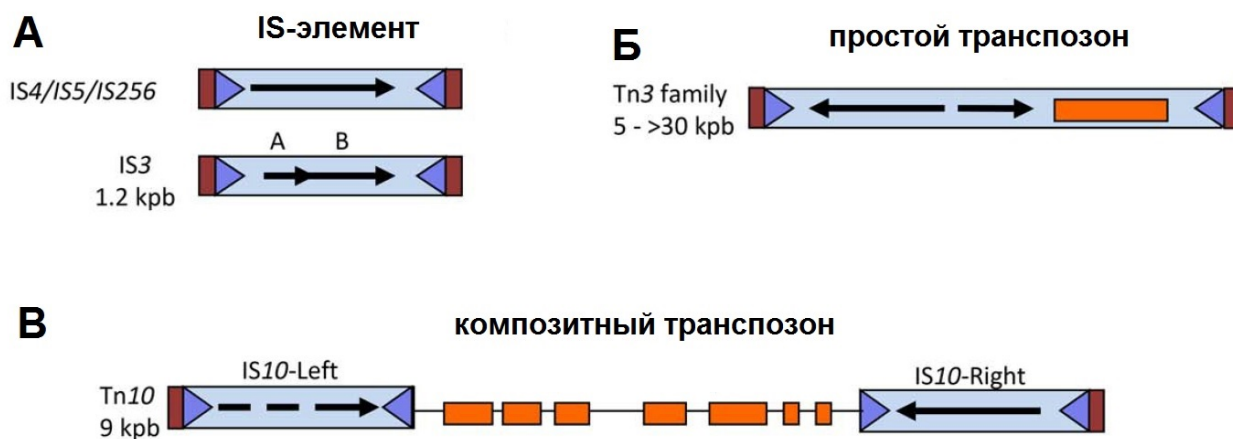 А
IS-элемент
IS4/IS5/IS256
A B
IS3
1.2 kpb
Б
простой транспозон
Tn3 family
5 - >30 kpb
В
композитный транспозон
IS10-Left
IS10-Right
Tn10
9 kpb